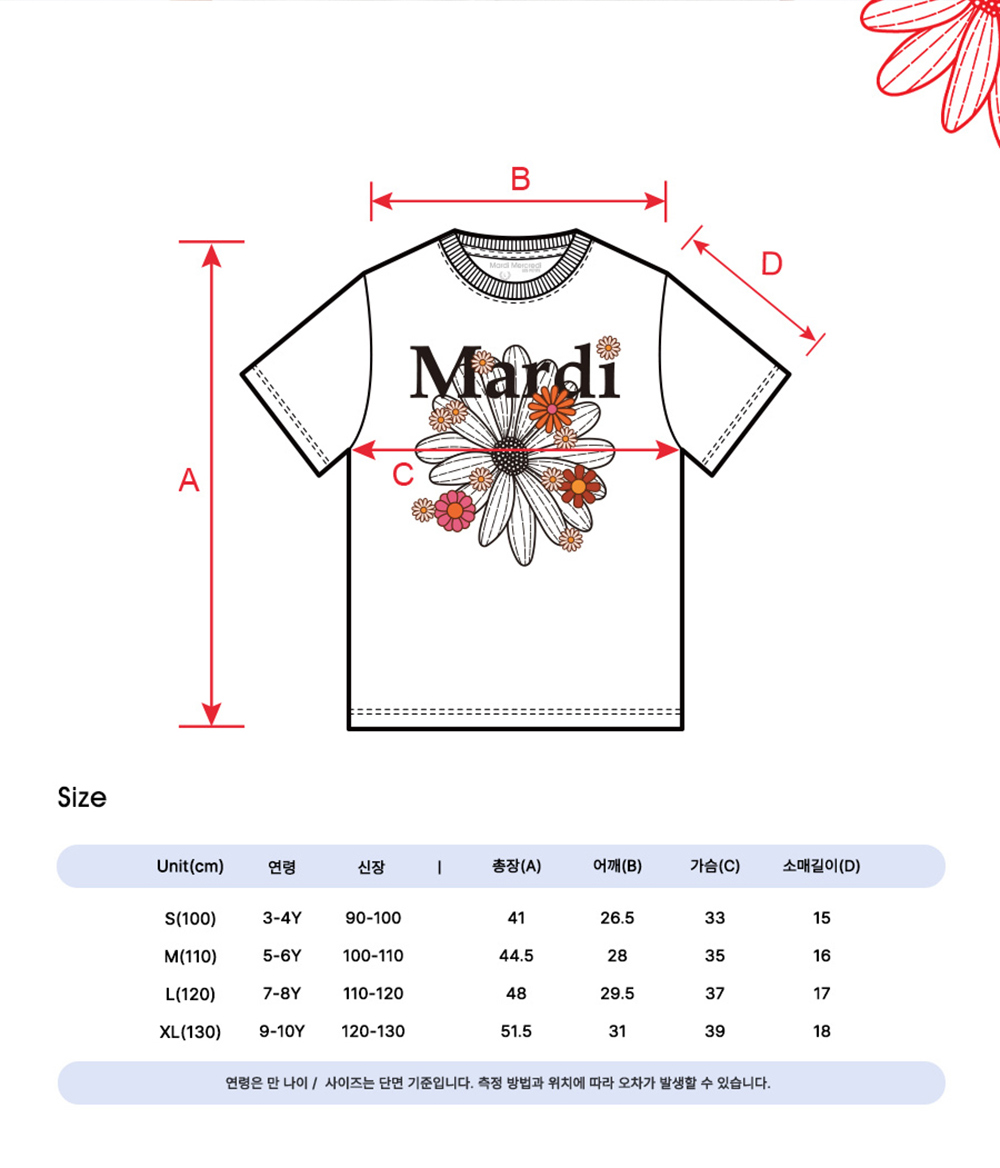 B
D
Mardi Mercredi
Mardi
C
A
Size
Unit(cm) 연령 신장 | 총장(A) 어깨(B) 가슴(C) 소매길이(D)
S(100) 3-4Y 90-100 41 26.5 33 15
M(110) 5-6Y 100-110 44.5 28 35 16
L(120) 7-8Y 110-120 48 29.5 37 17
XL(130) 9-10Y 120-130 51.5 31 39 18
연령은 만 나이 / 사이즈는 단면 기준입니다. 측정 방법과 위치에 따라 오차가 발생할 수 있습니다.